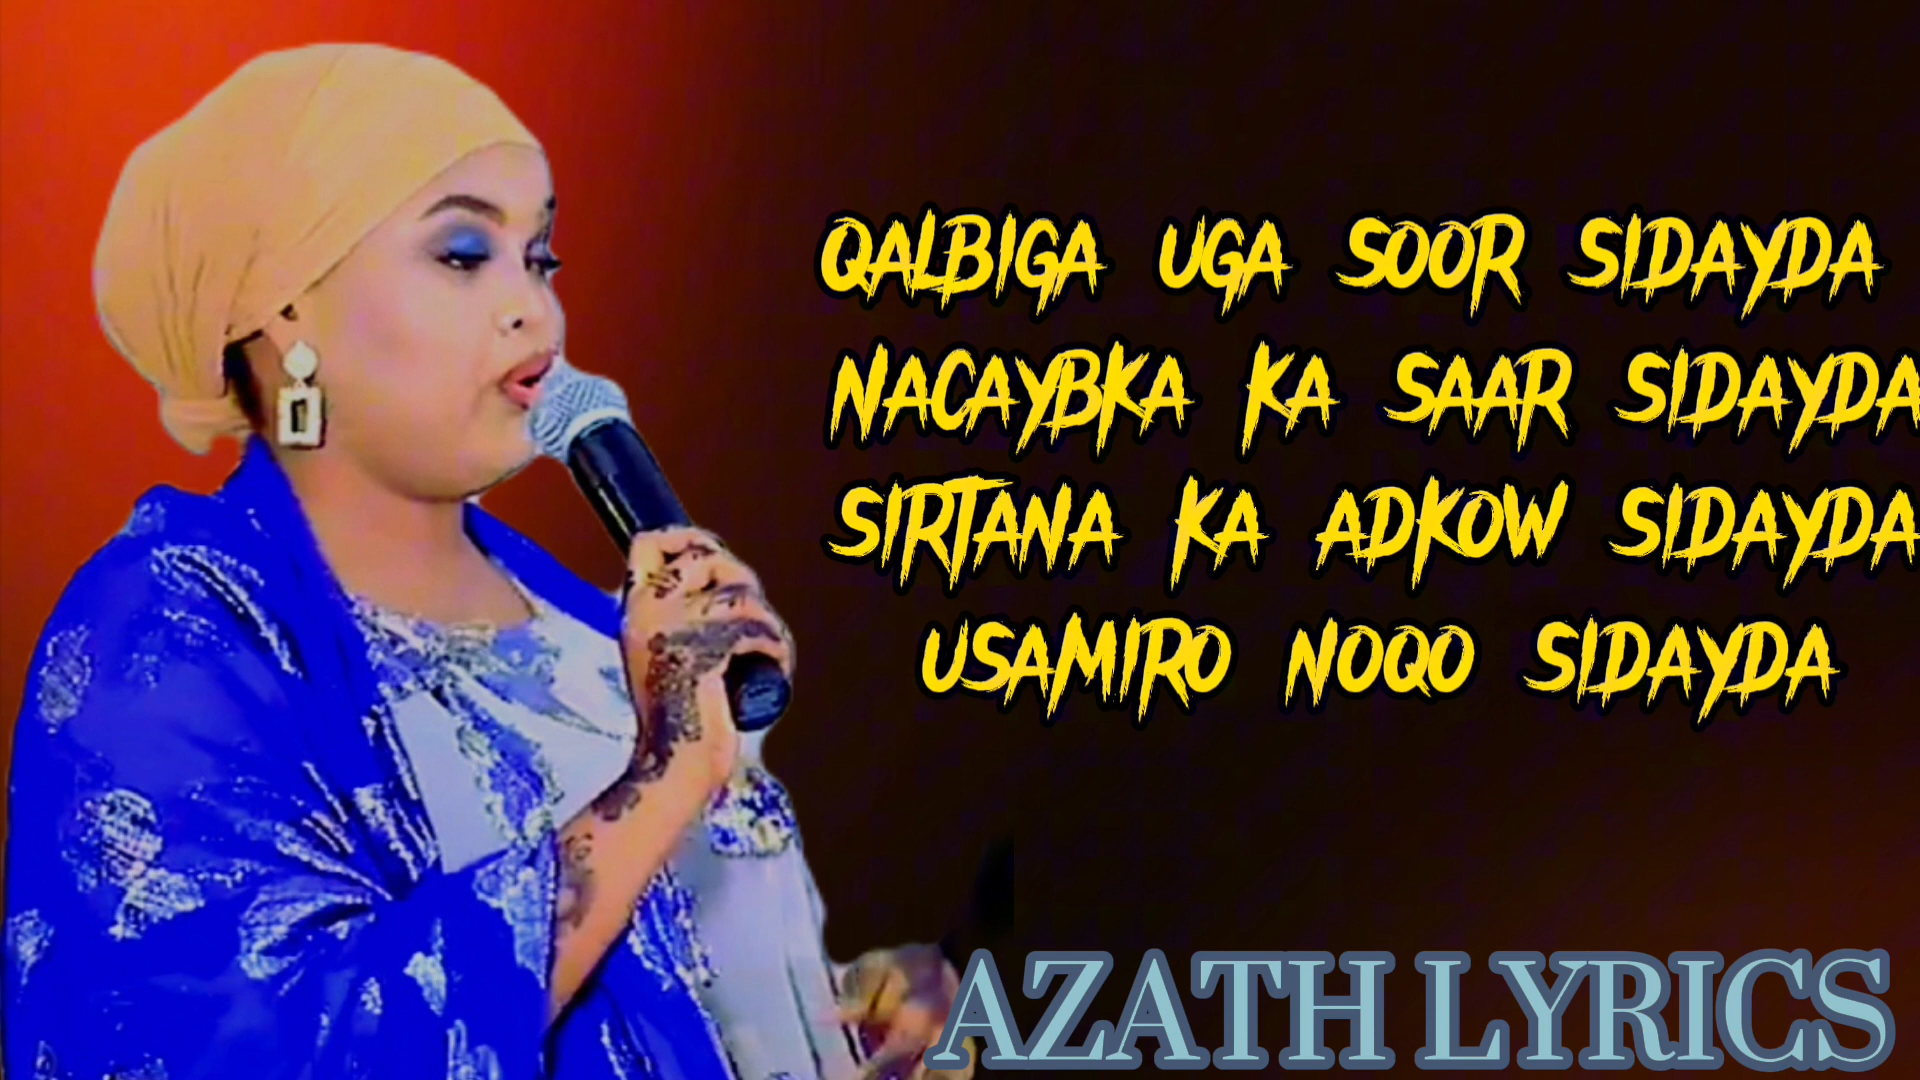 QALBIGA UGA SOOR SIDAYDA
NACAYBKA KA SAAR SIDAYDA
SIRTANA KA ADKOW SIDAYDA
USAMIRO NOQO SIDAYDA
AZATH LYRICS